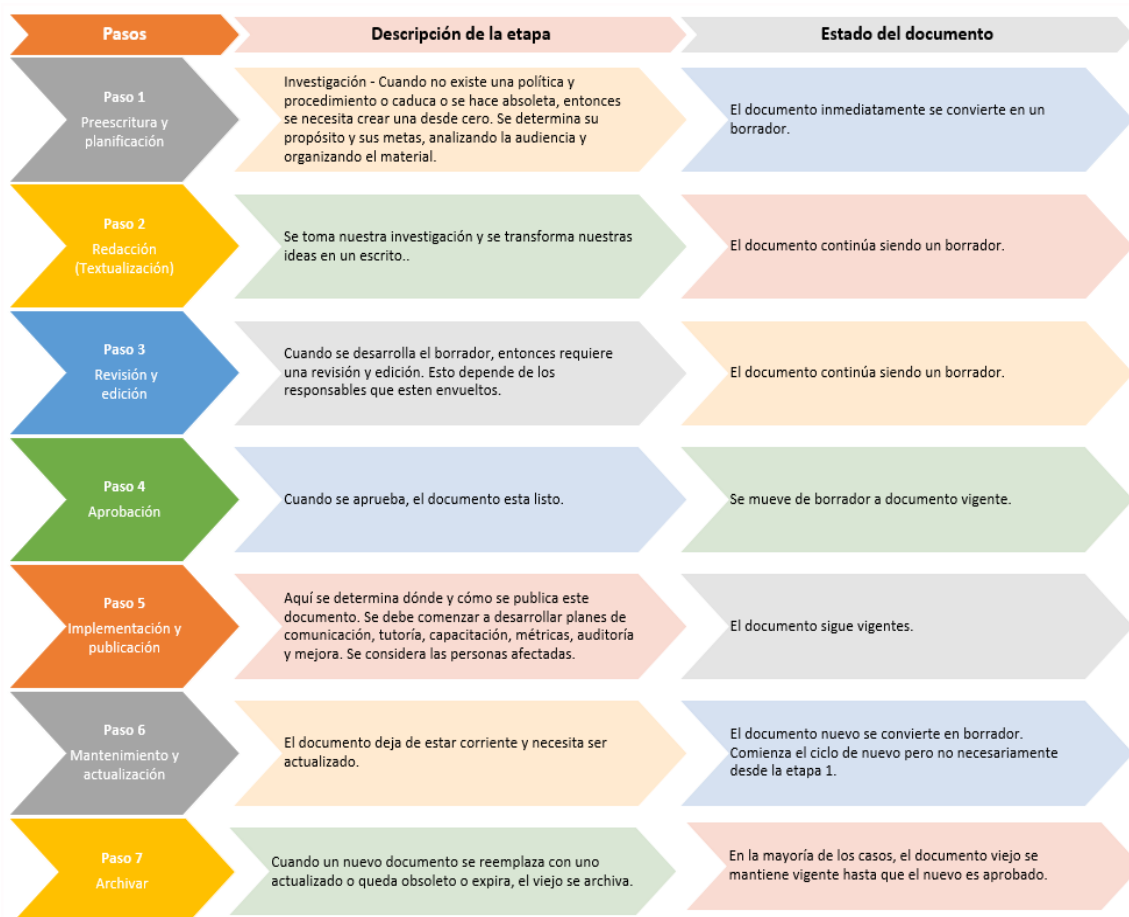 Pasos
Descripción de la etapa
Estado del documento
Paso 1
Preescritura y
planificación
Investigación - Cuando no existe una política y
procedimiento o caduca o se hace absoleta, entonces
se necesita crear una desde cero. Se determina su
propósito y sus metas, analizando la audiencia y
organizando el material.
El documento inmediatamente se convierte en un
borrador.
Paso 2
Redacción
(Textualización)
Se toma nuestra investigación y se transforma nuestras
ideas en un escrito..
El documento continúa siendo un borrador.
Paso 3
Revisión y
edición
Cuando se desarrolla el borrador, entonces requiere
una revisión y edición. Esto depende de los
responsables que esten envueltos.
El documento continúa siendo un borrador.
Paso 4
Aprobación
Cuando se aprueba, el documento esta listo.
Se mueve de borrador a documento vigente.
Paso 5
Implementación y
publicación
Aquí se determina dónde y cómo se publica este
documento. Se debe comenzar a desarrollar planes de
comunicación, tutoría, capacitación, métricas, auditoría
y mejora. Se considera las personas afectadas.
El documento sigue vigentes.
Paso 6
Mantenimiento y
actualización
El documento deja de estar corriente y necesita ser
actualizado.
El documento nuevo se convierte en borrador.
Comienza el ciclo de nuevo pero no necesariamente
desde la etapa 1.
Paso 7
Archivar
Cuando un nuevo documento se reemplaza con uno
actualizado o queda obsoleto o expira, el viejo se archiva.
En la mayoría de los casos, el documento viejo se
mantiene vigente hasta que el nuevo es aprobado.